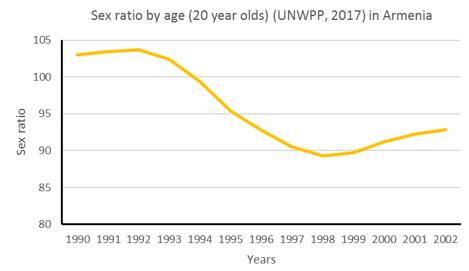 Sex ratio by age (20 year olds) (UNWPP, 2017) in Armenia
105
100
95
90
85
80
Sex ratio
1990 1991 1992 1993 1994 1995 1996 1997 1998 1999 2000 2001 2002
Years